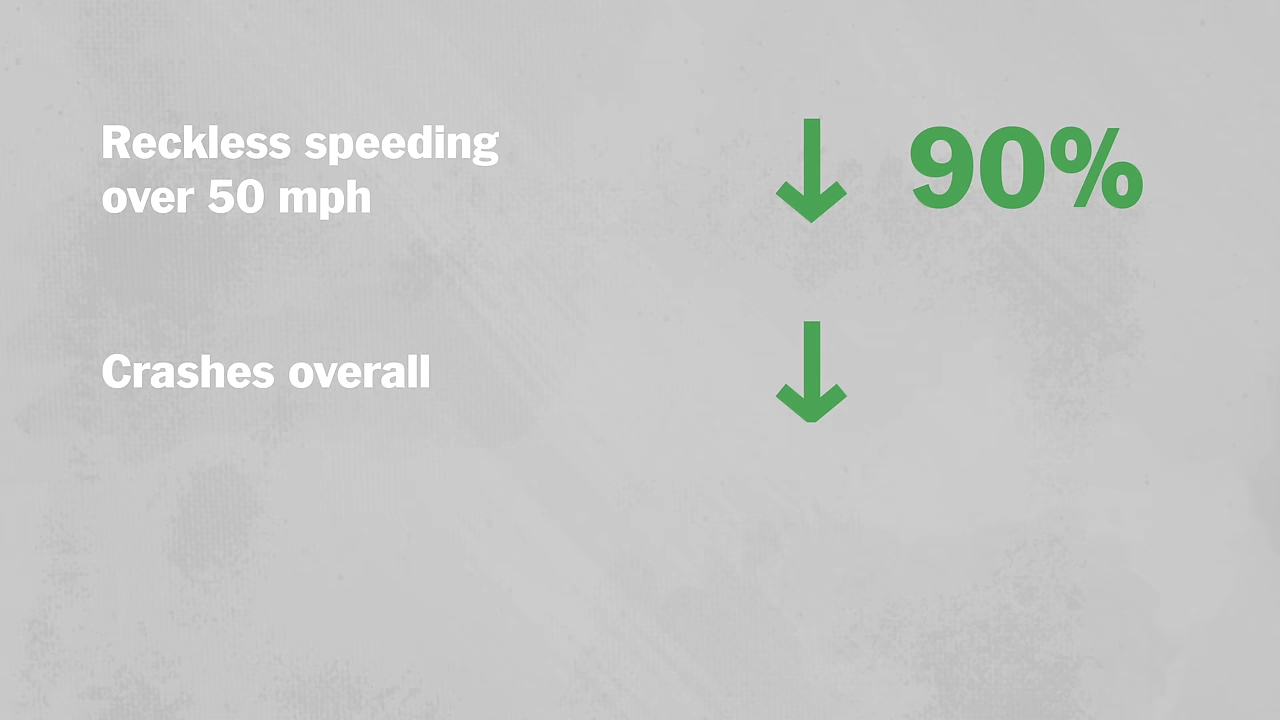 Reckless speeding
over 50 mph
↓ 90%
Crashes overall
↓